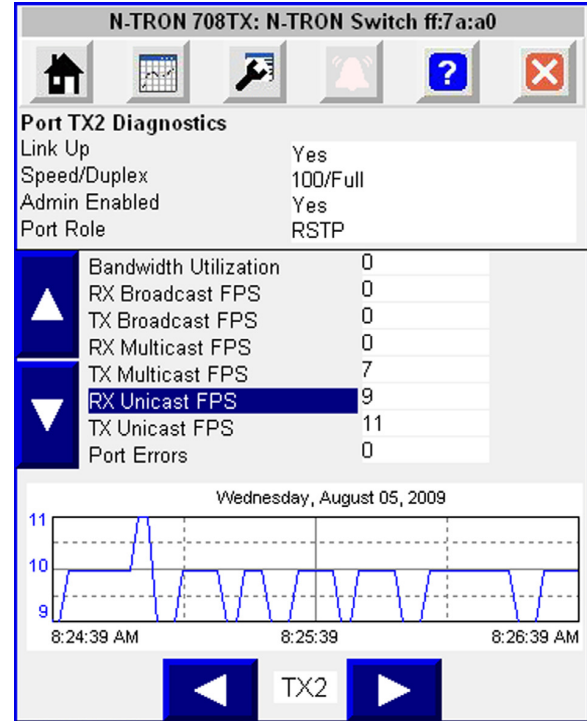 N-TRON 708TX: N-TRON Switch ff:7a:a0
?
Port TX2 Diagnostics
Link Up Yes
Speed/Duplex 100/Full
Admin Enabled Yes
Port Role RSTP
Bandwidth Utilization 0
RX Broadcast FPS 0
TX Broadcast FPS 0
RX Multicast FPS 0
TX Multicast FPS 7
RX Unicast FPS 9
TX Unicast FPS 11
Port Errors 0
Wednesday, August 05, 2009
11
10
9
8:24:39 AM 8:25:39 8:26:39 AM
TX2